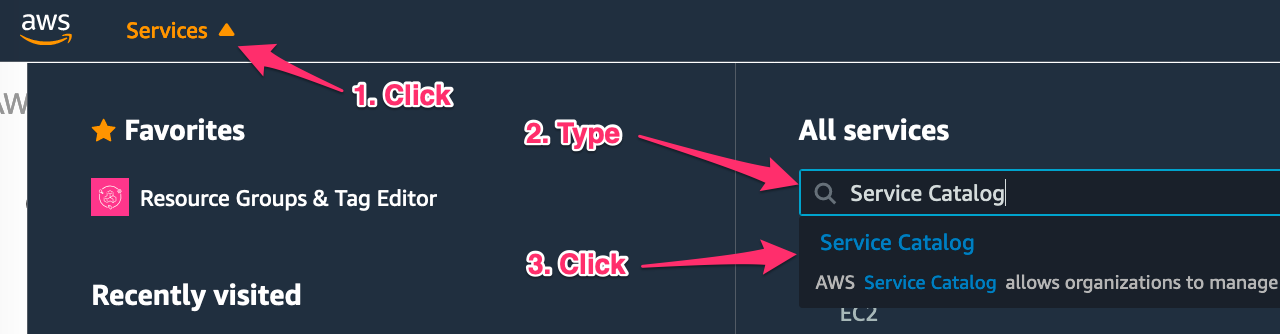 aws
Services
1. Click
AW
Favorites
2. Type
All services
Resource Groups & Tag Editor
Service Catalog
3. Click
Service Catalog
AWS Service Catalog allows organizations to manage
Recently visited
EC2